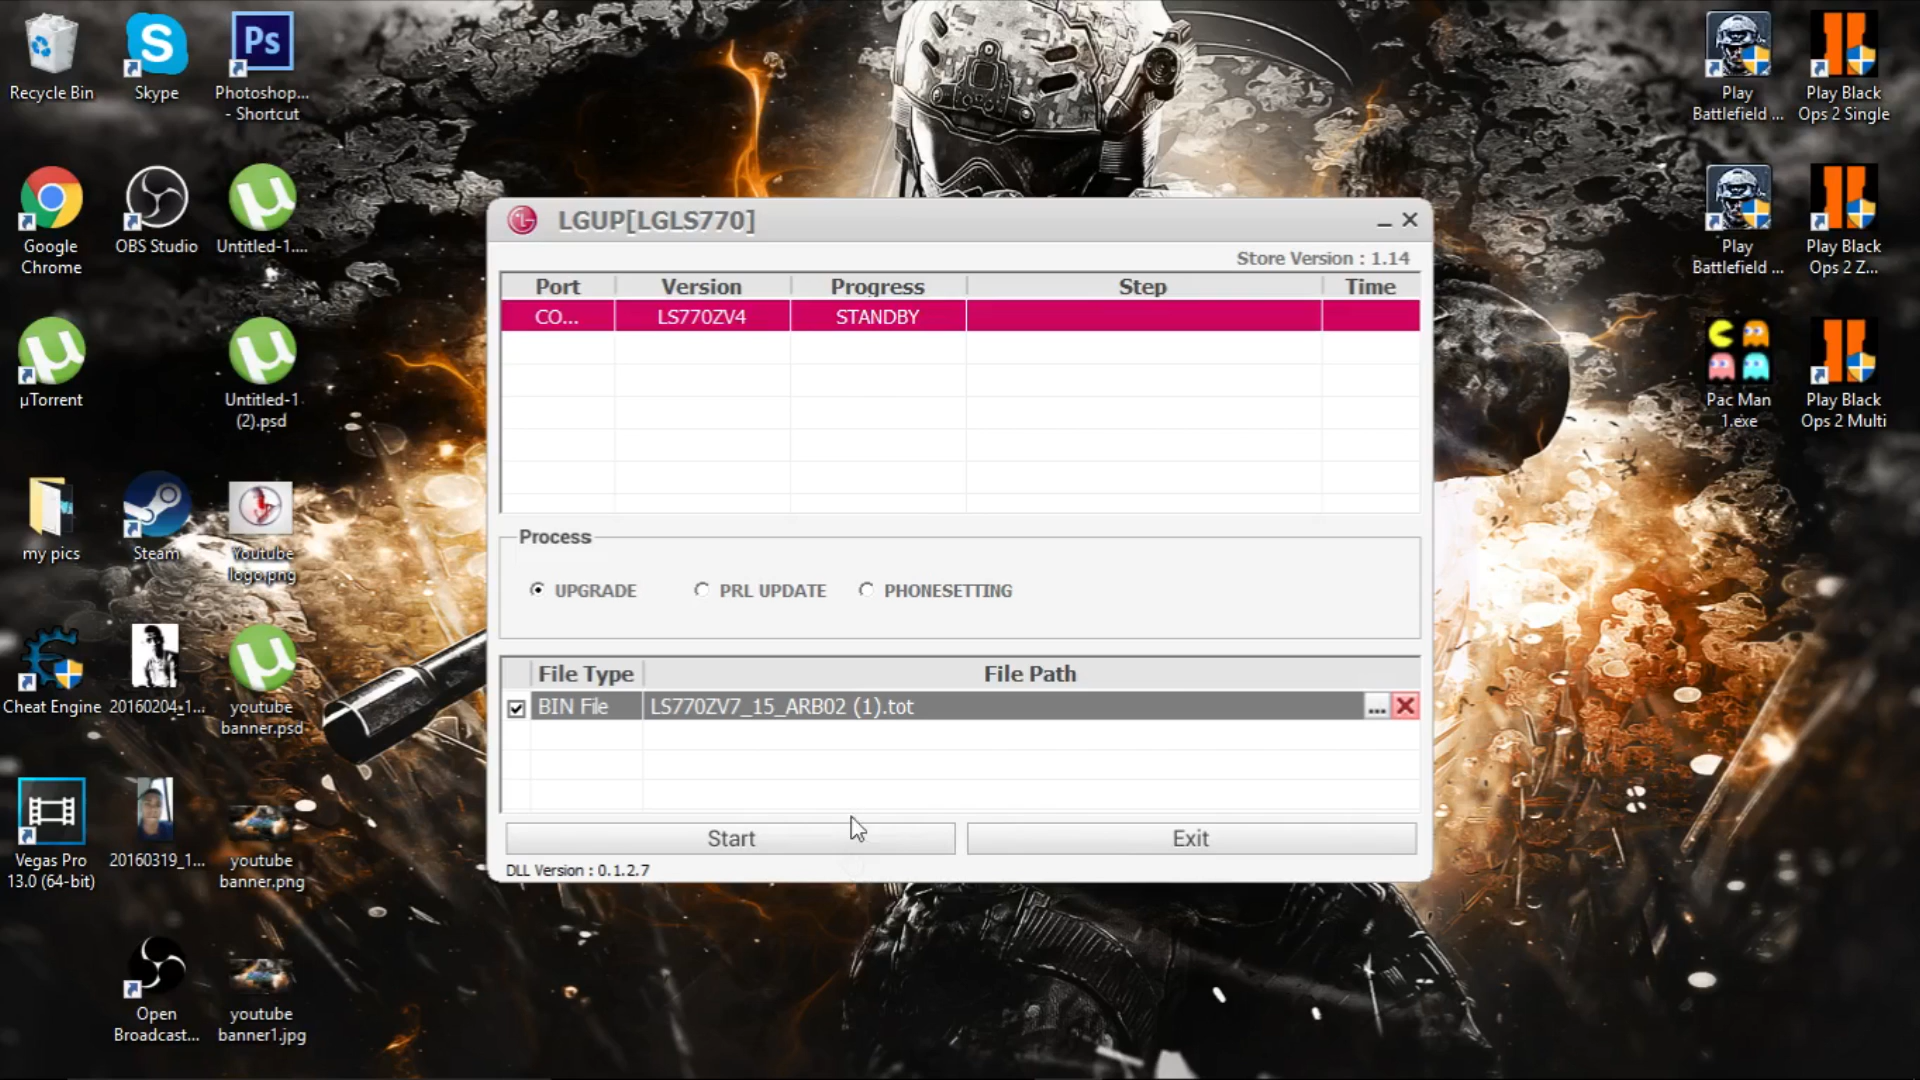 Recycle Bin
Skype
Ps
Photoshop...
- Shortcut
Google
Chrome
OBS Studio
Untitled-1....
µTorrent
Untitled-1
(2).psd
my pics
Steam
Youtube
logo.png
Cheat Engine
20160204_1...
youtube
banner.psd
Vegas Pro
13.0 (64-bit)
20160319_1...
youtube
banner.png
Open
Broadcast...
youtube
banner1.jpg
LGUP[LGLS770]
Store Version : 1.14
Port Version Progress Step Time
CO... LS770ZV4 STANDBY
Process
UPGRADE PRL UPDATE PHONESETTING
File Type File Path
BIN File LS770ZV7_15_ARB02 (1).tot ...
Start Exit
DLL Version : 0.1.2.7
Play
Battlefield ...
Play Black
Ops 2 Single
Play
Battlefield ...
Play Black
Ops 2 Z...
Pac Man
1.exe
Play Black
Ops 2 Multi